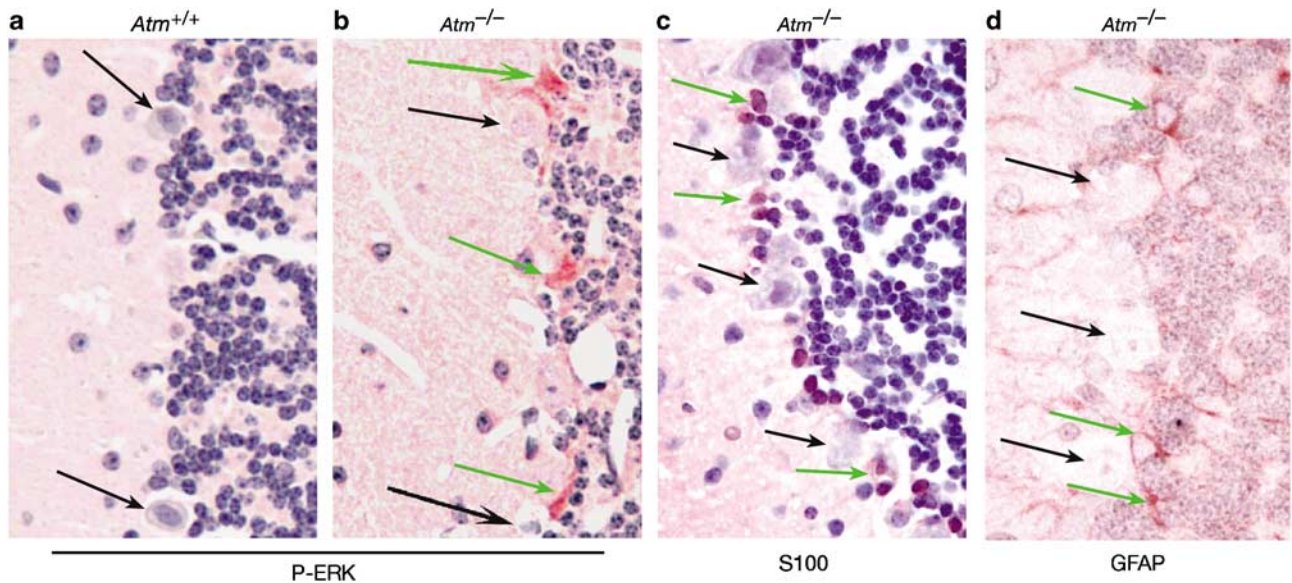 a Atm+/+ b Atm−/− c Atm−/− d Atm−/−
P-ERK S100 GFAP